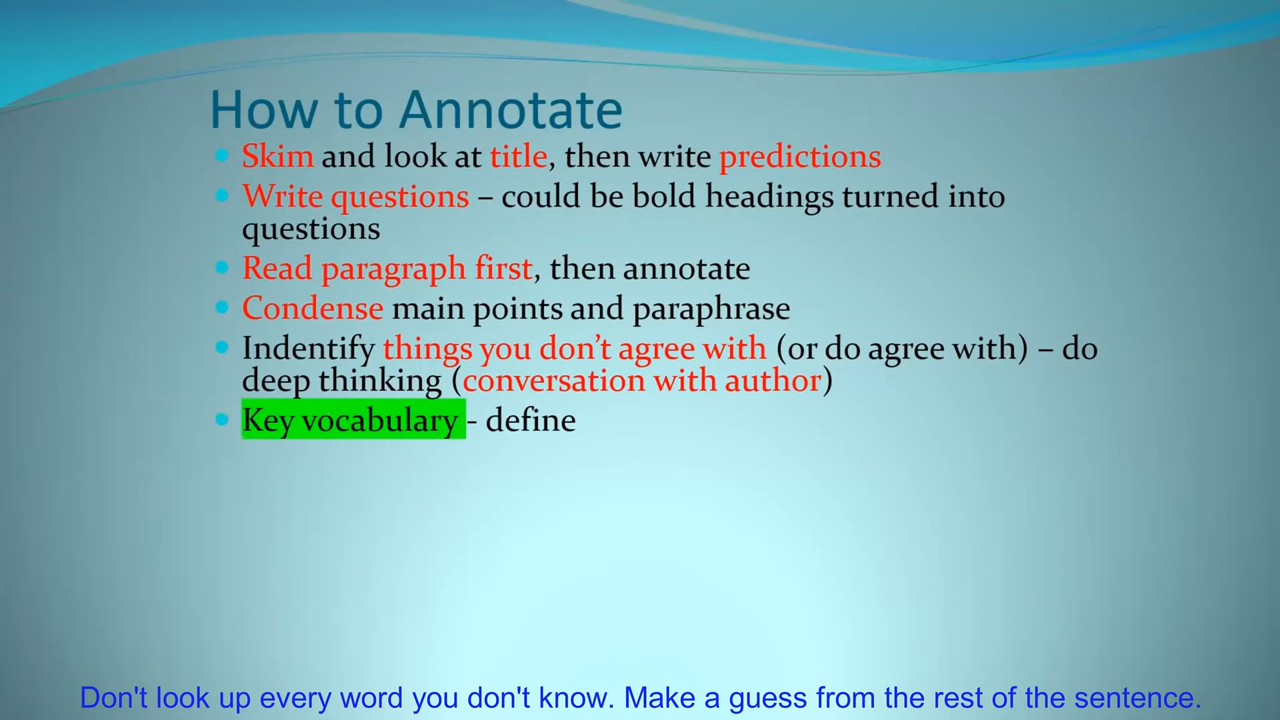 How to Annotate
• Skim and look at title, then write predictions
• Write questions – could be bold headings turned into
questions
• Read paragraph first, then annotate
• Condense main points and paraphrase
• Indentify things you don’t agree with (or do agree with) – do
deep thinking (conversation with author)
• Key vocabulary - define
Don't look up every word you don't know. Make a guess from the rest of the sentence.